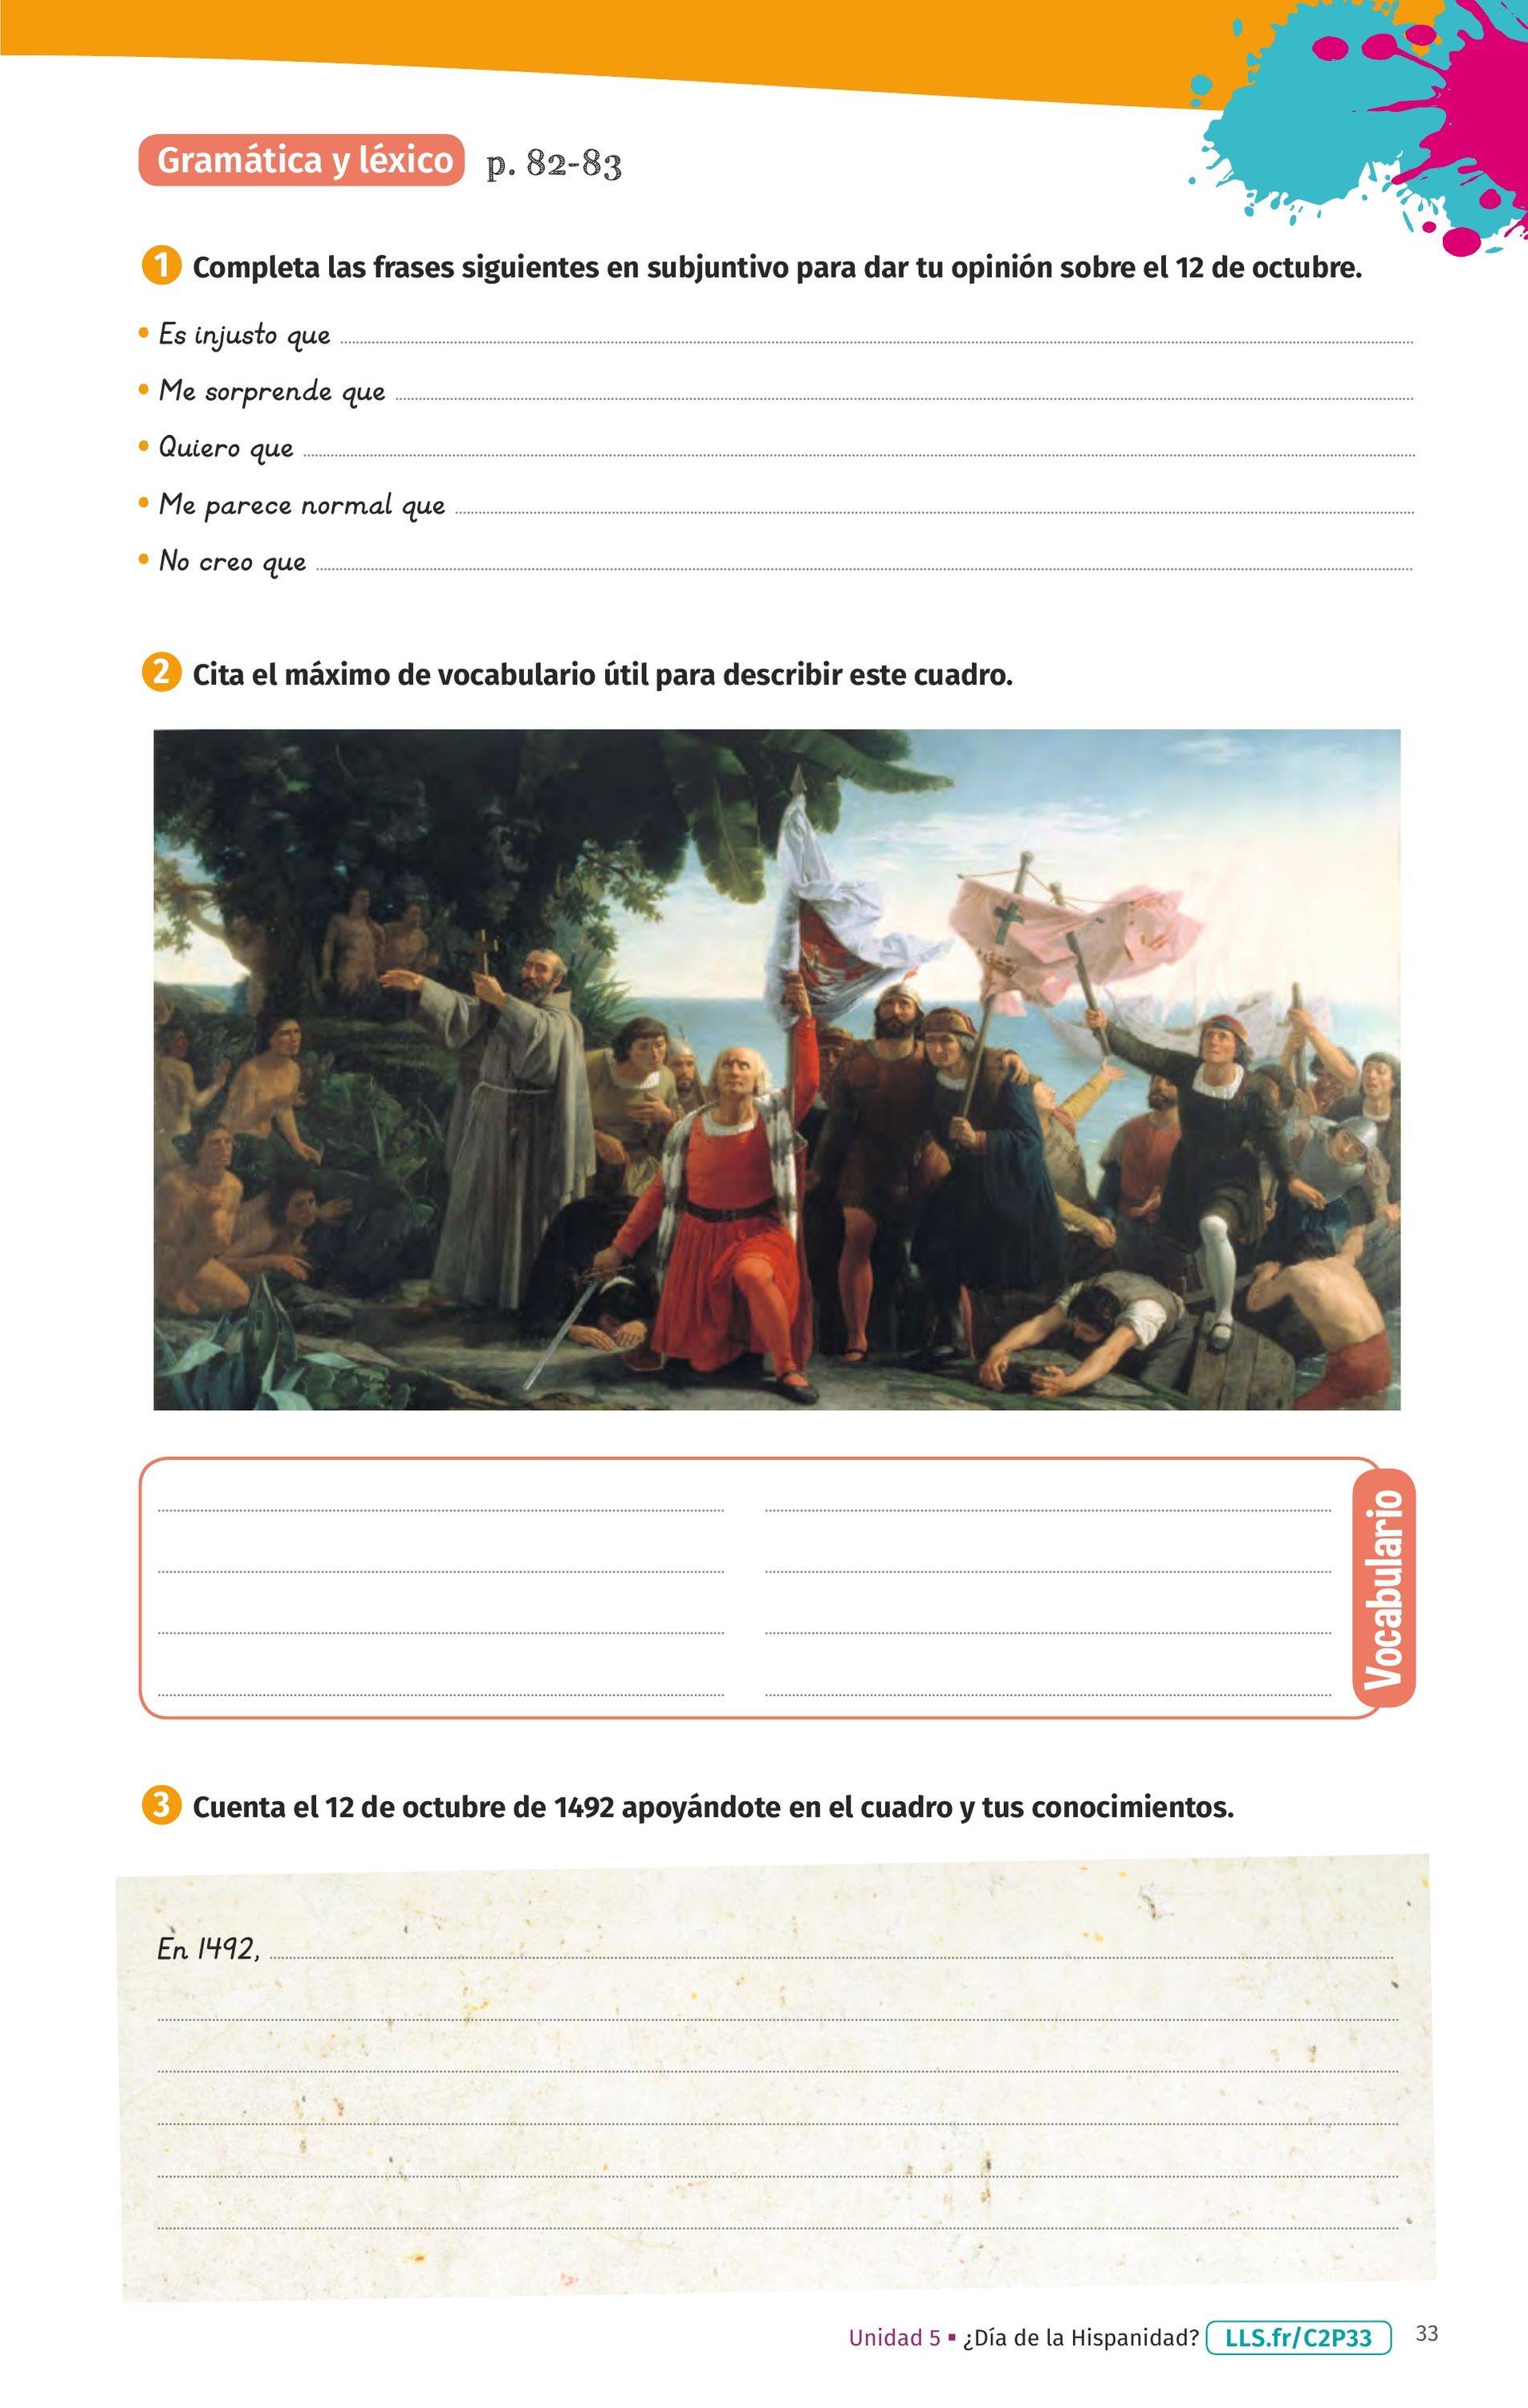 Gramática y léxico p. 82-83
1 Completa las frases siguientes en subjuntivo para dar tu opinión sobre el 12 de octubre.
• Es injusto que
• Me sorprende que
• Quiero que
• Me parece normal que
• No creo que
2 Cita el máximo de vocabulario útil para describir este cuadro.
Vocabulario
3 Cuenta el 12 de octubre de 1492 apoyándote en el cuadro y tus conocimientos.
En 1492,
Unidad 5 ▪ ¿Día de la Hispanidad? LLS.fr/C2P33 33